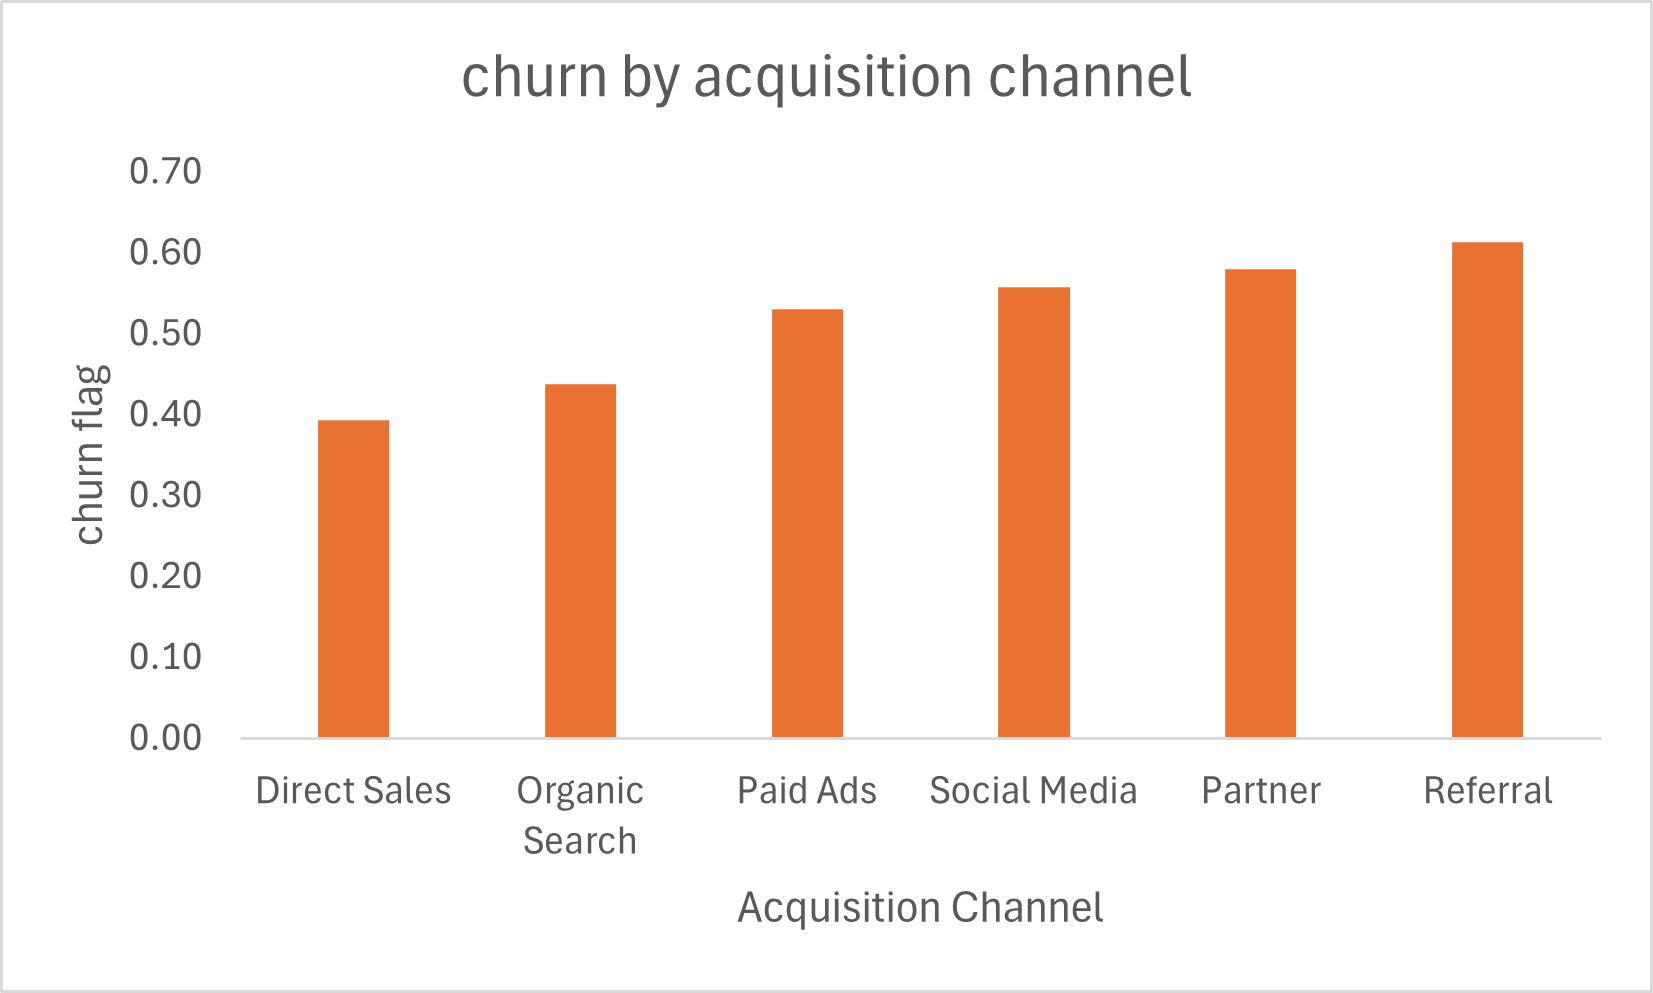 churn by acquisition channel
churn flag
0.70
0.60
0.50
0.40
0.30
0.20
0.10
0.00
Direct Sales
Organic
Search
Paid Ads
Social Media
Partner
Referral
Acquisition Channel